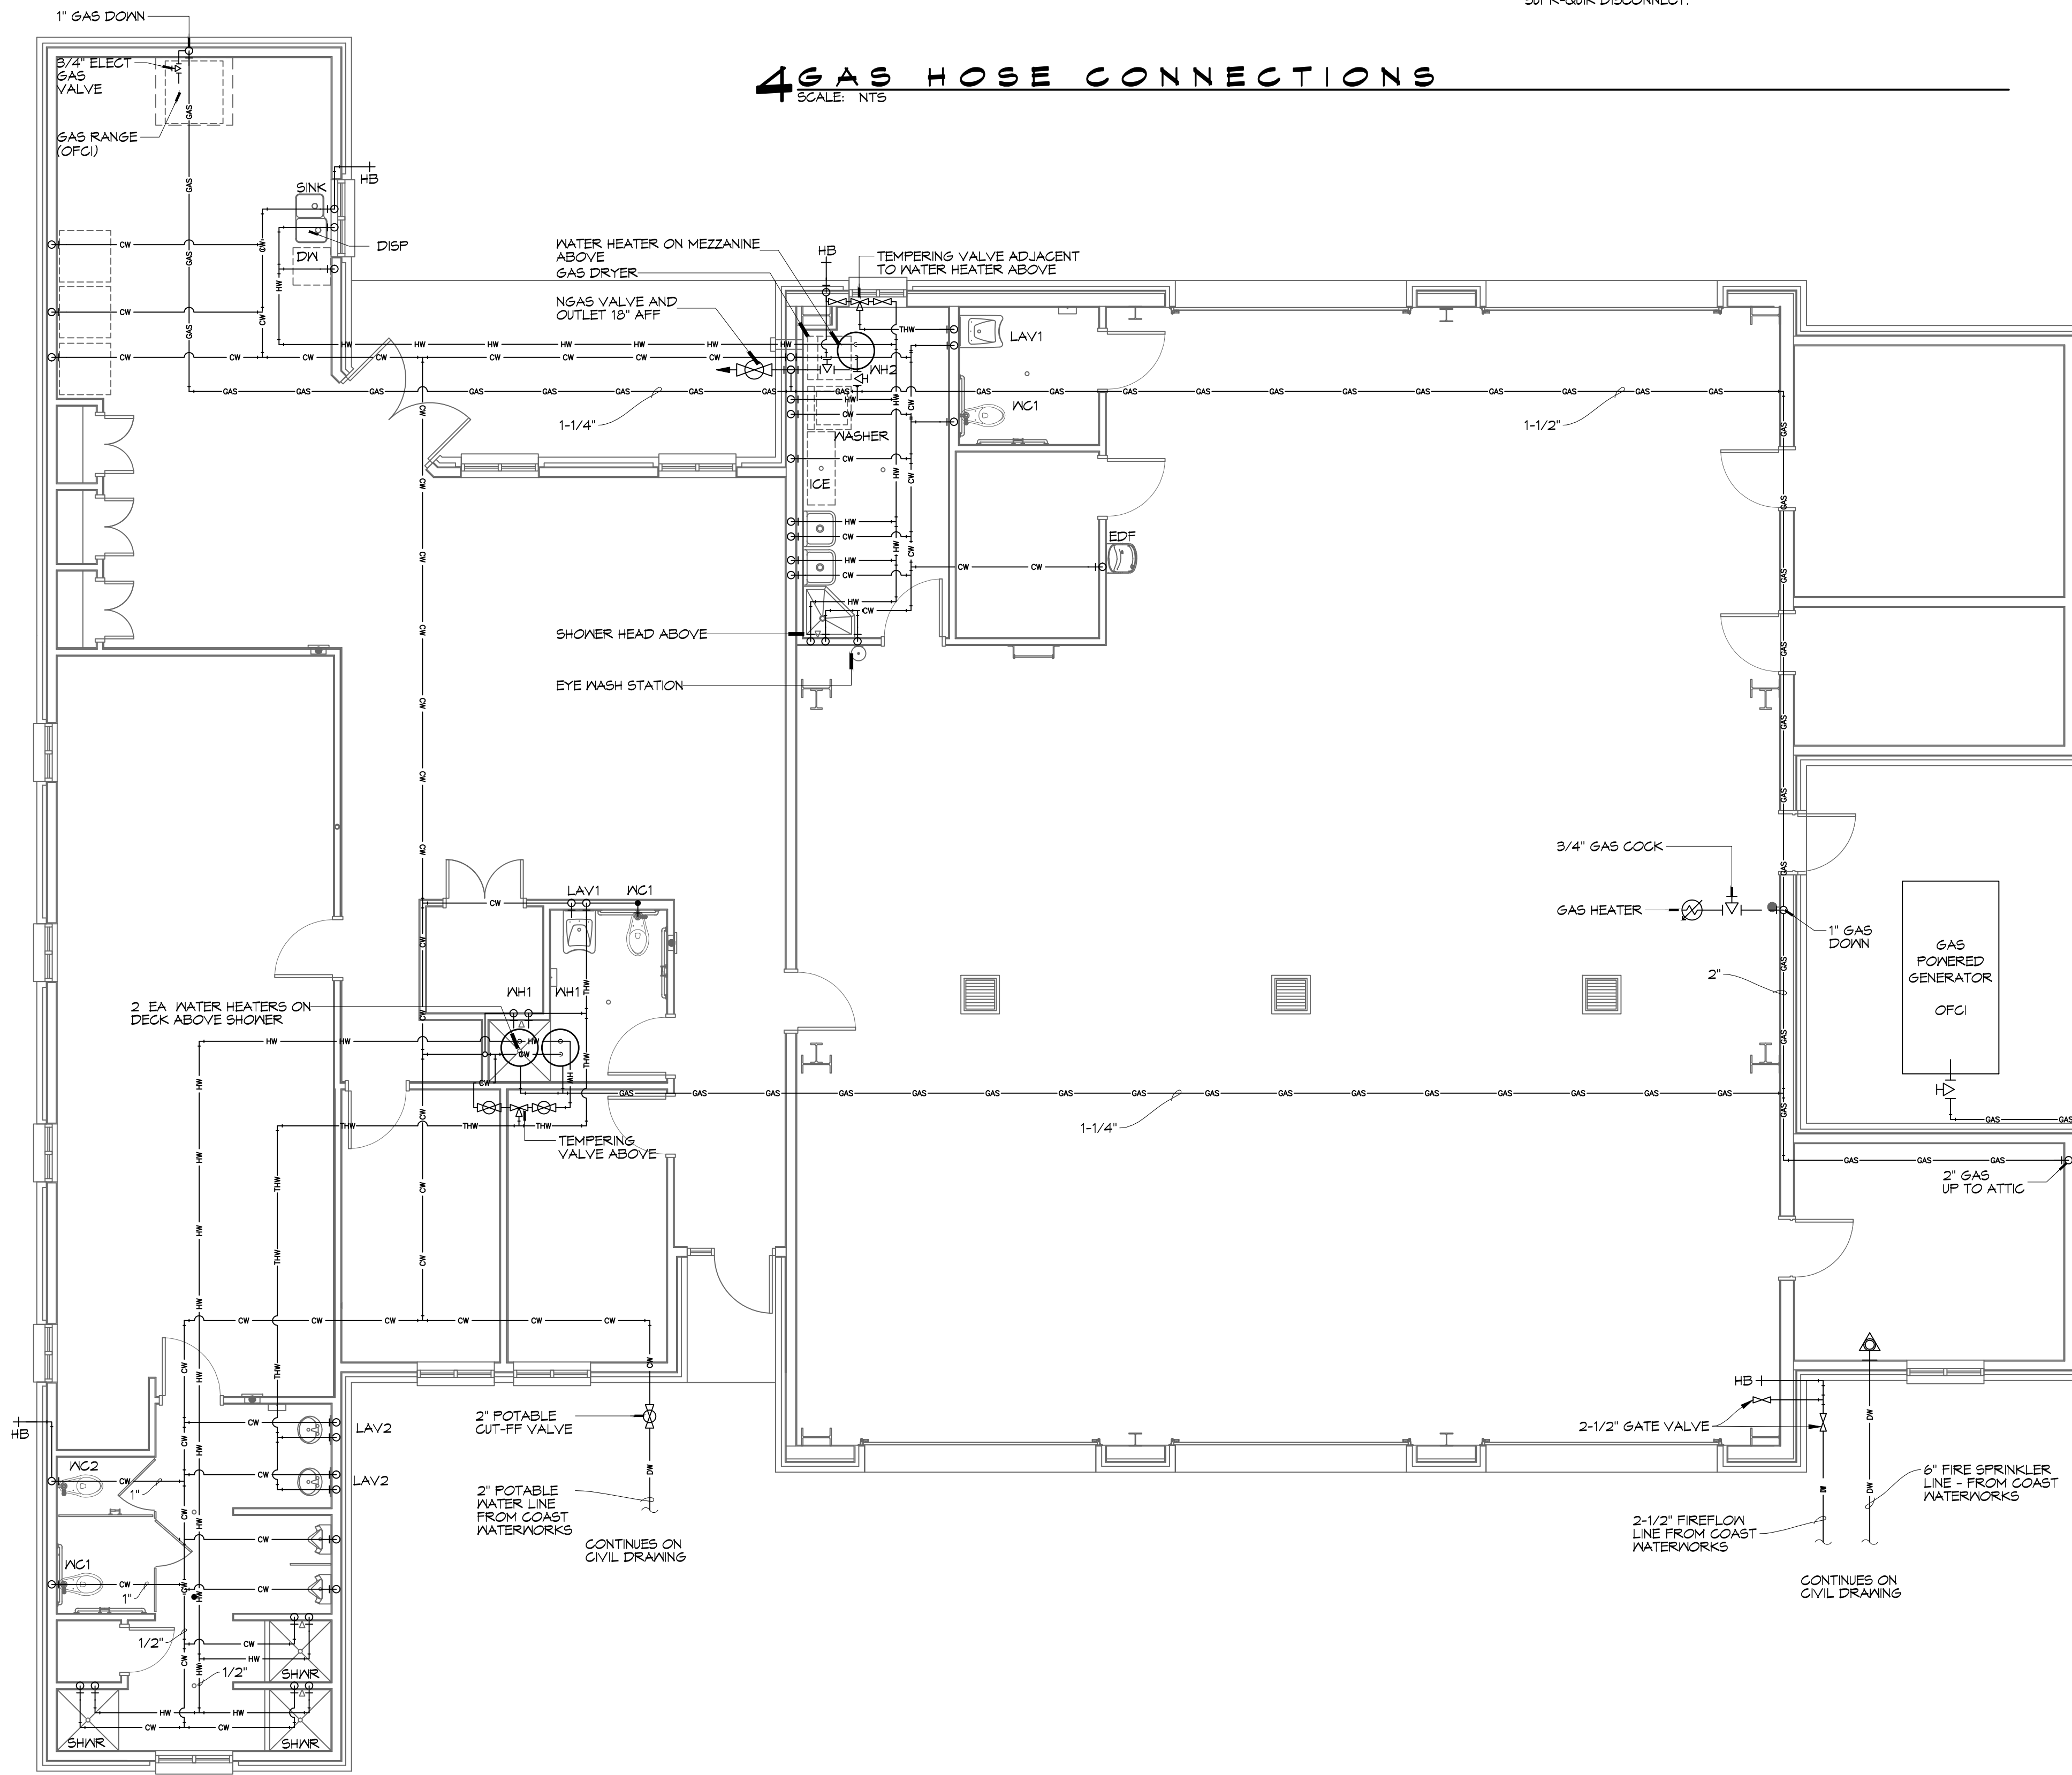 1" GAS DOWN
3/4" ELECT
GAS
VALVE
GAS RANGE
(OFCI)
4 GAS HOSE CONNECTIONS
SCALE: NTS
SINK
HB
DISP
DW
WATER HEATER ON MEZZANINE
ABOVE
GAS DRYER
NGAS VALVE AND
OUTLET 18" AFF
HB
TEMPERING VALVE ADJACENT
TO WATER HEATER ABOVE
LAV1
WH2
WC1
WASHER
ICE
EDF
1-1/4"
1-1/2"
SHOWER HEAD ABOVE
EYE WASH STATION
3/4" GAS COCK
GAS HEATER
1" GAS
DOWN
2"
GAS
POWERED
GENERATOR
OFCI
LAV1
WC1
WH1
WH1
2 EA WATER HEATERS ON
DECK ABOVE SHOWER
TEMPERING
VALVE ABOVE
1-1/4"
2" GAS
UP TO ATTIC
HB
2-1/2" GATE VALVE
2" POTABLE
CUT-FF VALVE
2" POTABLE
WATER LINE
FROM COAST
WATERWORKS
CONTINUES ON
CIVIL DRAWING
6" FIRE SPRINKLER
LINE - FROM COAST
WATERWORKS
2-1/2" FIREFLOW
LINE FROM COAST
WATERWORKS
CONTINUES ON
CIVIL DRAWING
HB
LAV2
LAV2
WC2
1"
WC1
1"
1/2"
1/2"
SHWR
SHWR
SHWR
GAS
CW
HW
THW
DW